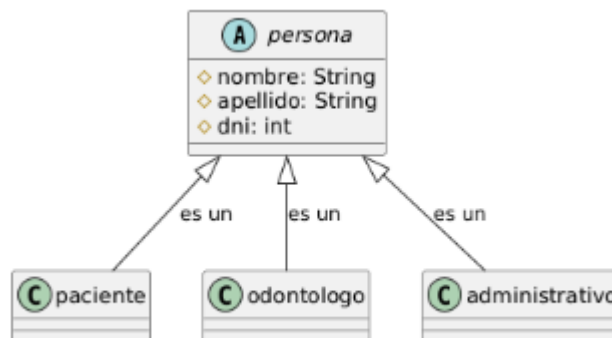 A persona
nombre: String
apellido: String
dni: int
es un
es un
es un
C paciente
C odontologo
C administrativo